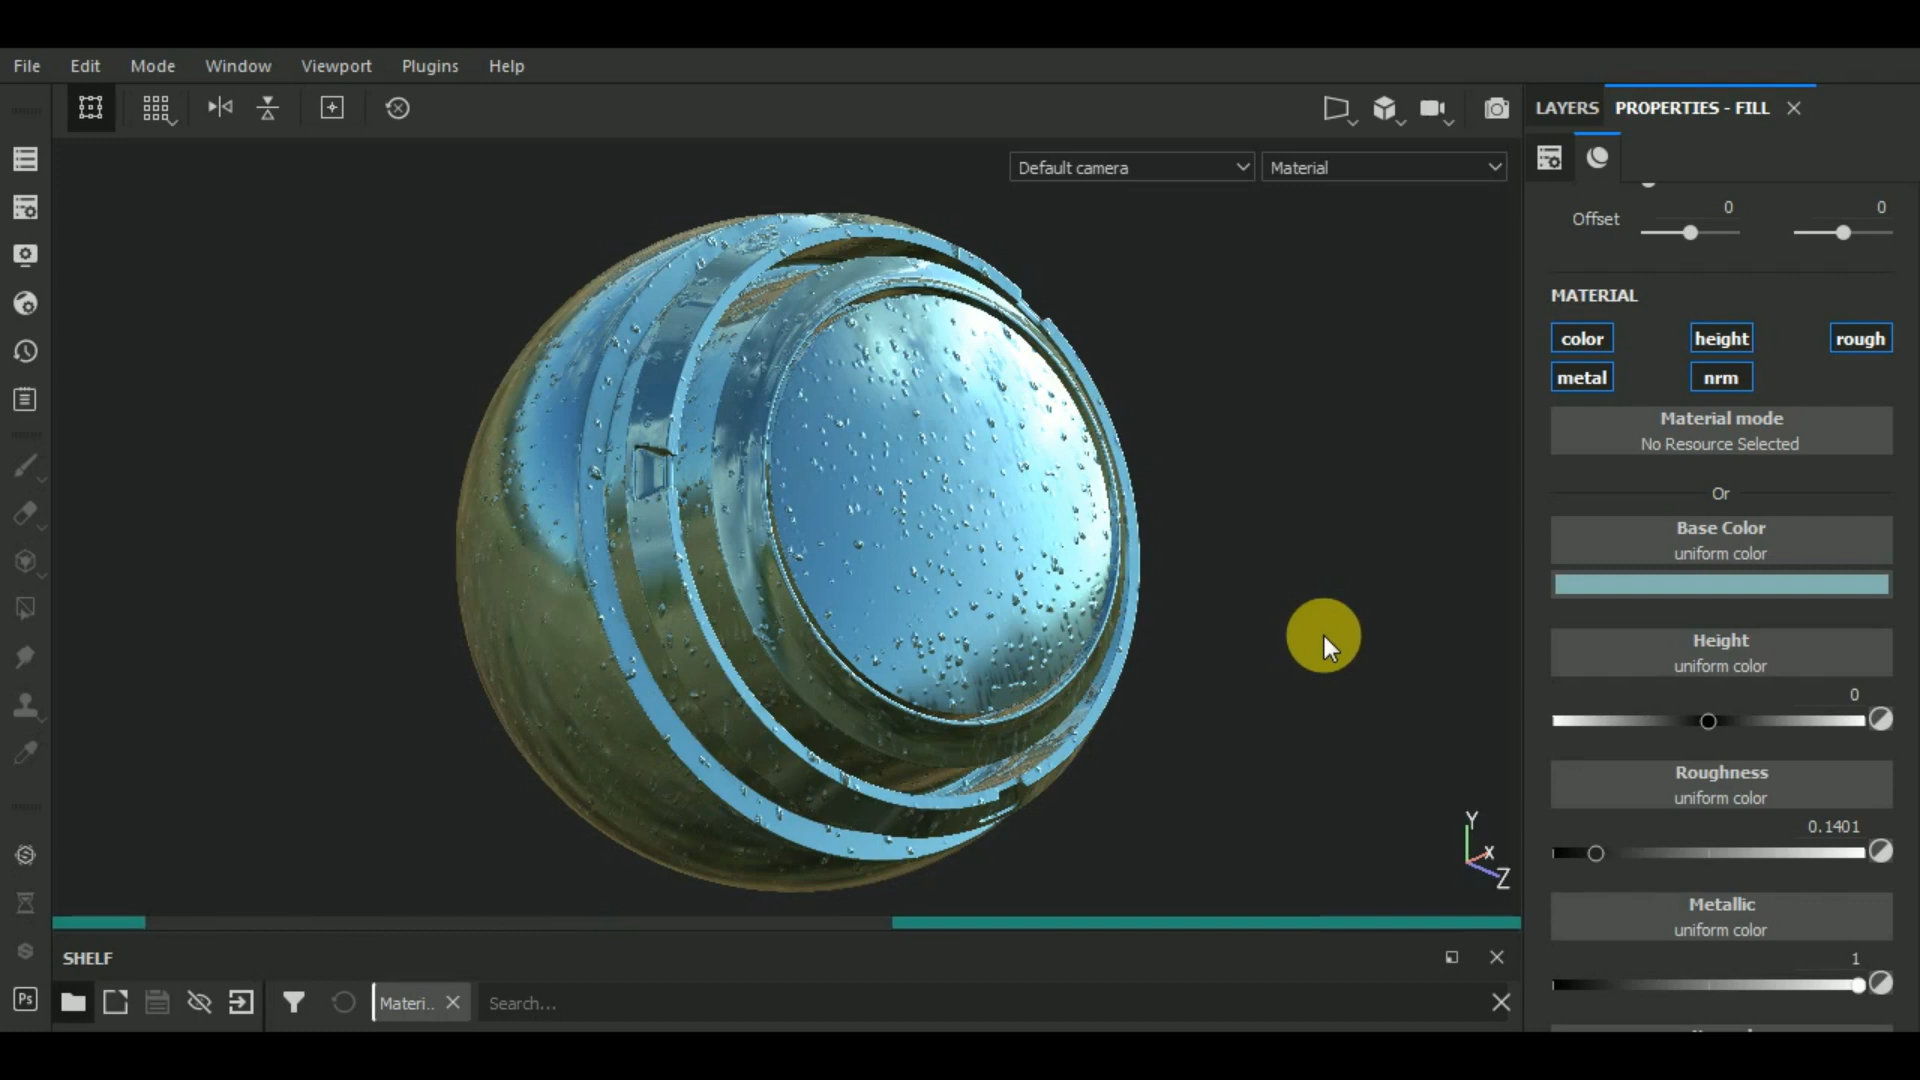 File Edit Mode Window Viewport Plugins Help
LAYERS PROPERTIES - FILL
Default camera Material
0 0
Offset
MATERIAL
color height rough
metal nrm
Material mode
No Resource Selected
Or
Base Color
uniform color
Height
uniform color
0
Roughness
uniform color
0.1401
Y
X
Z
Metallic
uniform color
1
SHELF
Ps
Materi.. Search...